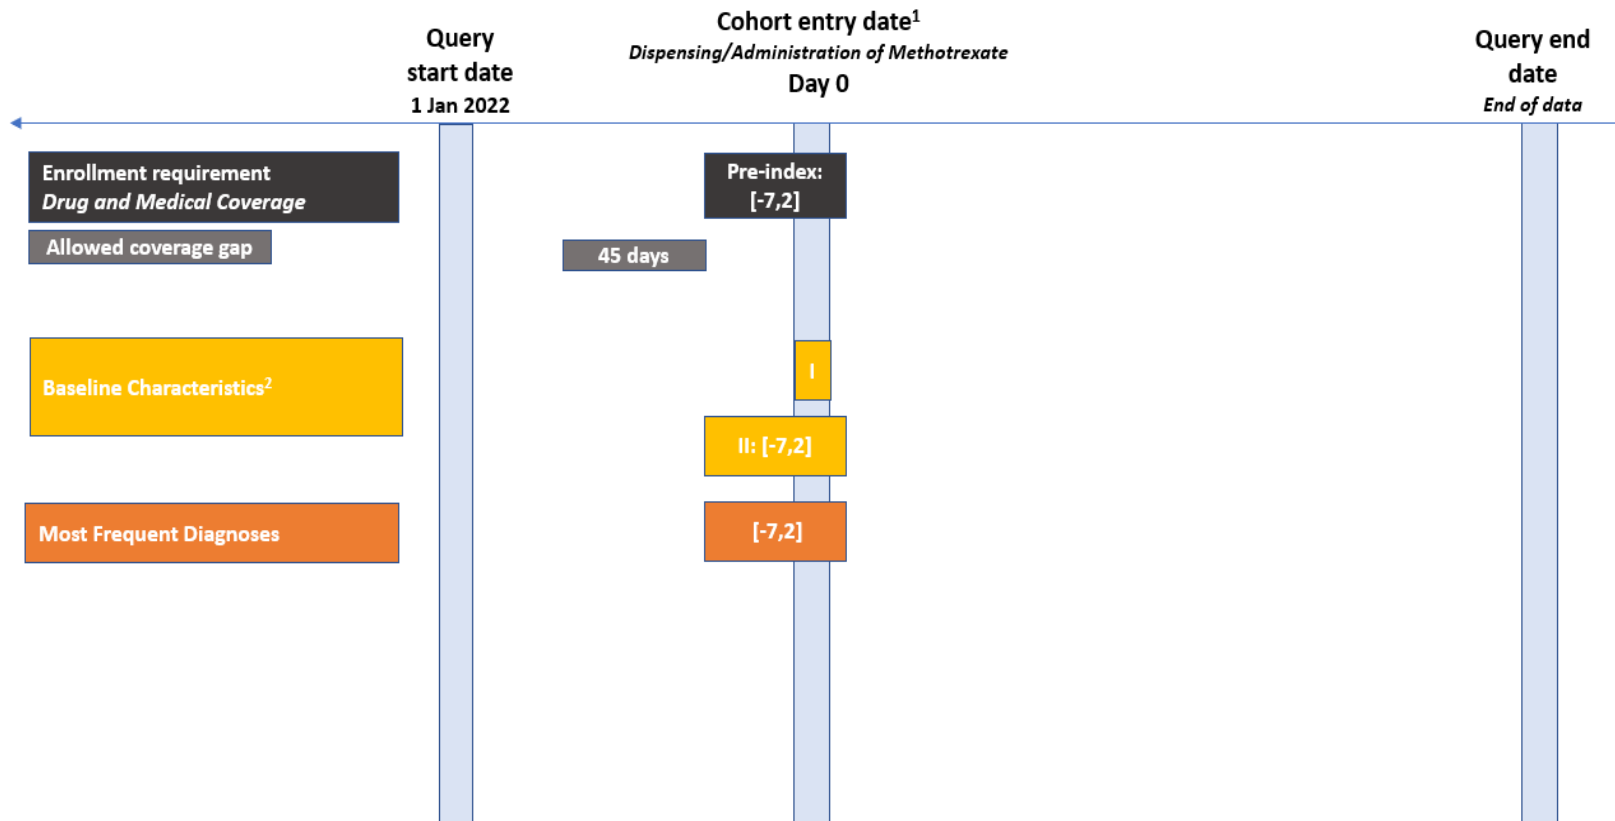 Query
start date
1 Jan 2022
Cohort entry date¹
Dispensing/Administration of Methotrexate
Day 0
Query end
date
End of data
Enrollment requirement
Drug and Medical Coverage
Pre-index:
[-7,2]
Allowed coverage gap
45 days
Baseline Characteristics²
I
II: [-7,2]
Most Frequent Diagnoses
[-7,2]